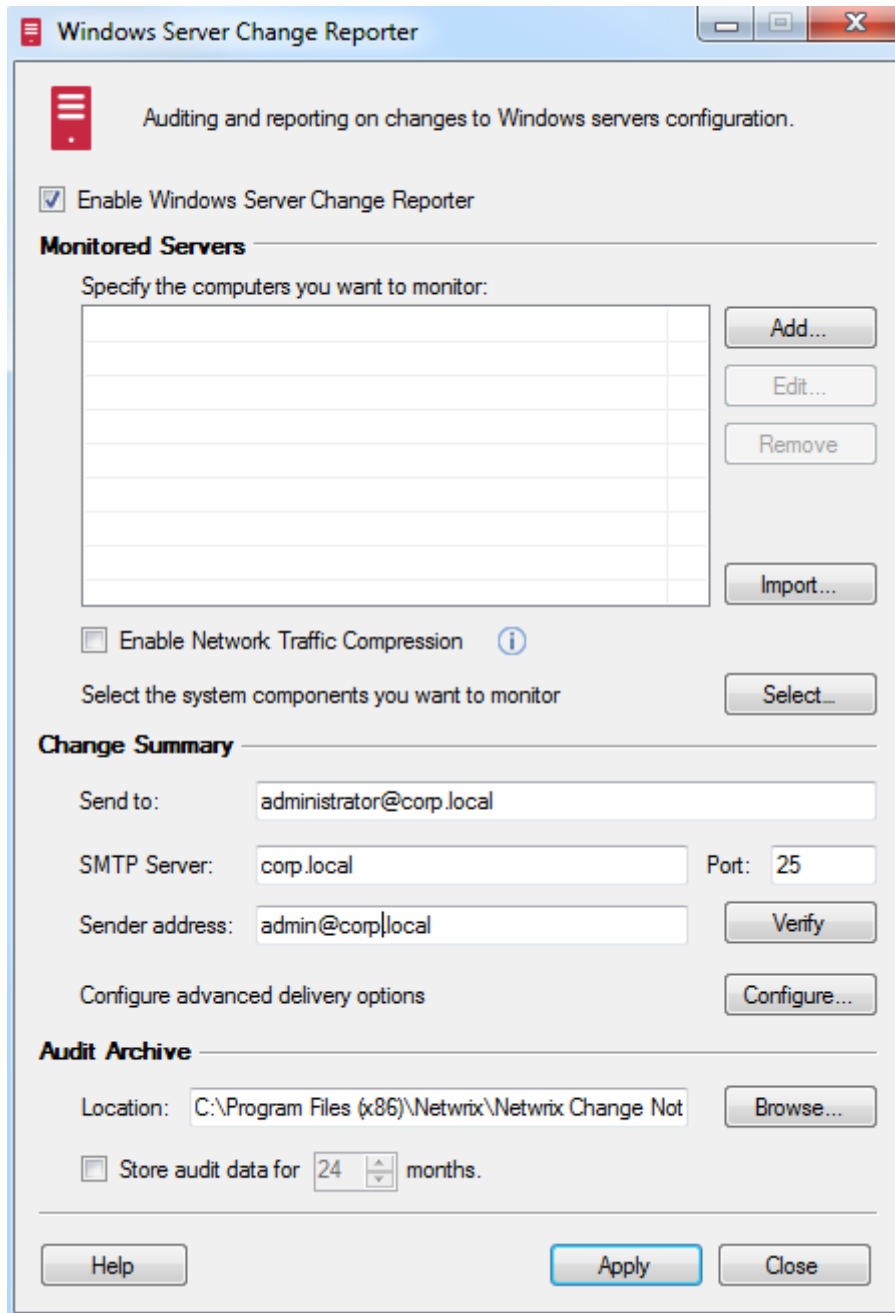 Windows Server Change Reporter
Auditing and reporting on changes to Windows servers configuration.
Enable Windows Server Change Reporter
Monitored Servers
Specify the computers you want to monitor:
Add...
Edit...
Remove
Import...
Enable Network Traffic Compression
Select the system components you want to monitor Select...
Change Summary
Send to: administrator@corp.local
SMTP Server: corp.local Port: 25
Sender address: admin@corp.local Verify
Configure advanced delivery options Configure...
Audit Archive
Location: C:\Program Files (x86)\Netwrix\Netwrix Change Not Browse...
Store audit data for 24 months.
Help Apply Close